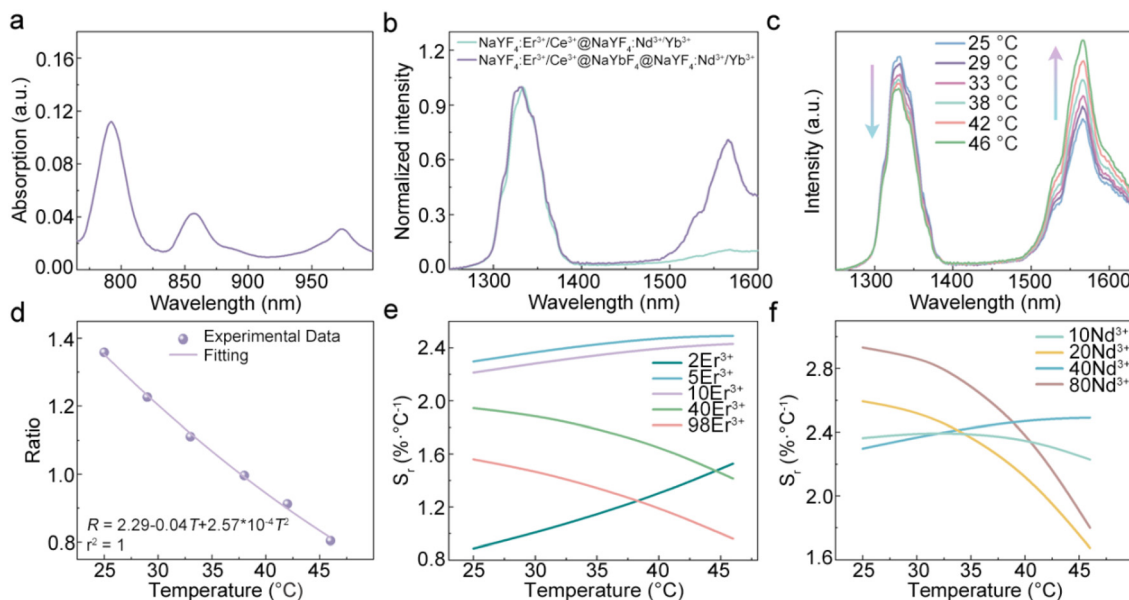 a
0.16
0.12
0.08
0.04
0.00
Absorption (a.u.)
800
850
900
950
Wavelength (nm)
b
1.2
0.9
0.6
0.3
0.0
Normalized intensity
NaYF₄:Er³⁺/Ce³⁺@NaYF₄:Nd³⁺/Yb³⁺
NaYF₄:Er³⁺/Ce³⁺@NaYbF₄@NaYF₄:Nd³⁺/Yb³⁺
1300
1400
1500
1600
Wavelength (nm)
c
Intensity (a.u.)
25 °C
29 °C
33 °C
38 °C
42 °C
46 °C
1300
1400
1500
1600
Wavelength (nm)
d
1.4
1.2
1.0
0.8
Ratio
Experimental Data
Fitting
R = 2.29-0.04T+2.57*10⁻⁴T²
r² = 1
25
30
35
40
45
Temperature (°C)
e
2.4
2.0
1.6
1.2
0.8
Sᵣ (%·°C⁻¹)
2Er³⁺
5Er³⁺
10Er³⁺
40Er³⁺
98Er³⁺
25
30
35
40
45
Temperature (°C)
f
2.8
2.4
2.0
1.6
Sᵣ (%·°C⁻¹)
10Nd³⁺
20Nd³⁺
40Nd³⁺
80Nd³⁺
25
30
35
40
45
Temperature (°C)